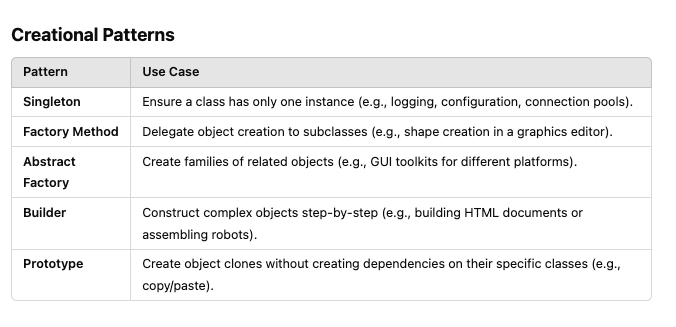 Creational Patterns
Pattern Use Case
Singleton Ensure a class has only one instance (e.g., logging, configuration, connection pools).
Factory Method Delegate object creation to subclasses (e.g., shape creation in a graphics editor).
Abstract Create families of related objects (e.g., GUI toolkits for different platforms).
Factory
Builder Construct complex objects step-by-step (e.g., building HTML documents or
assembling robots).
Prototype Create object clones without creating dependencies on their specific classes (e.g.,
copy/paste).